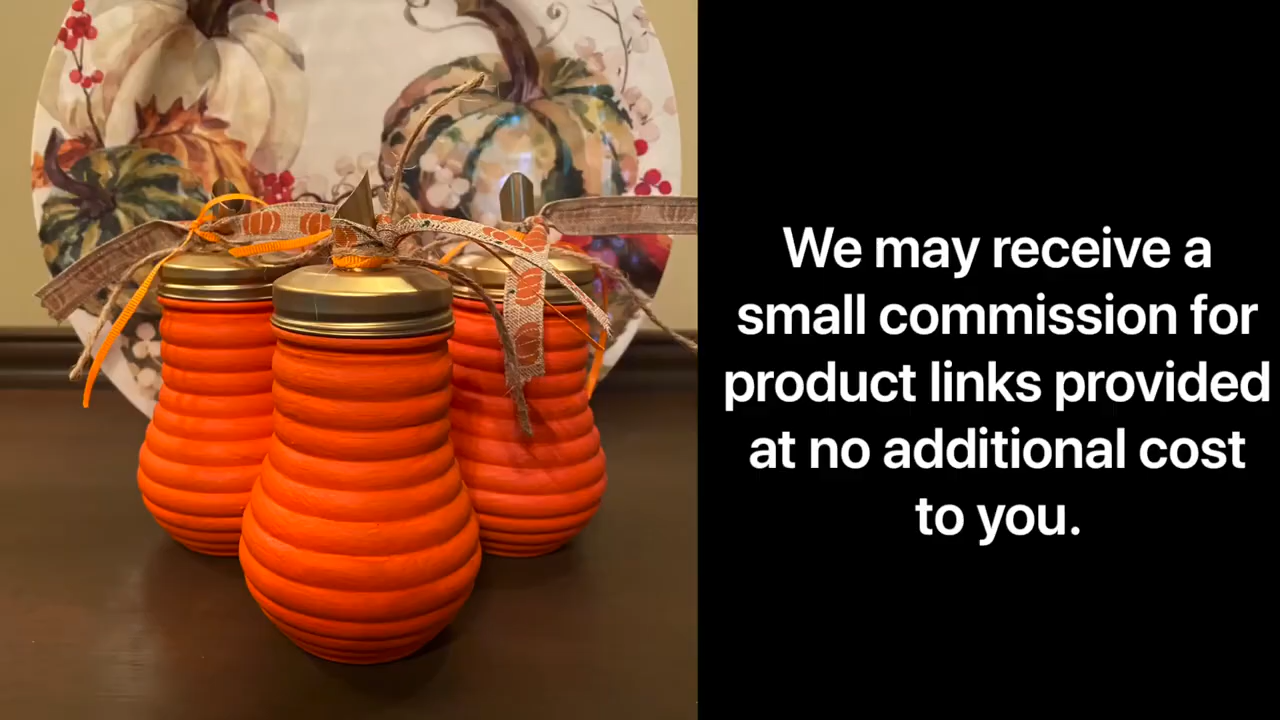 We may receive a
small commission for
product links provided
at no additional cost
to you.